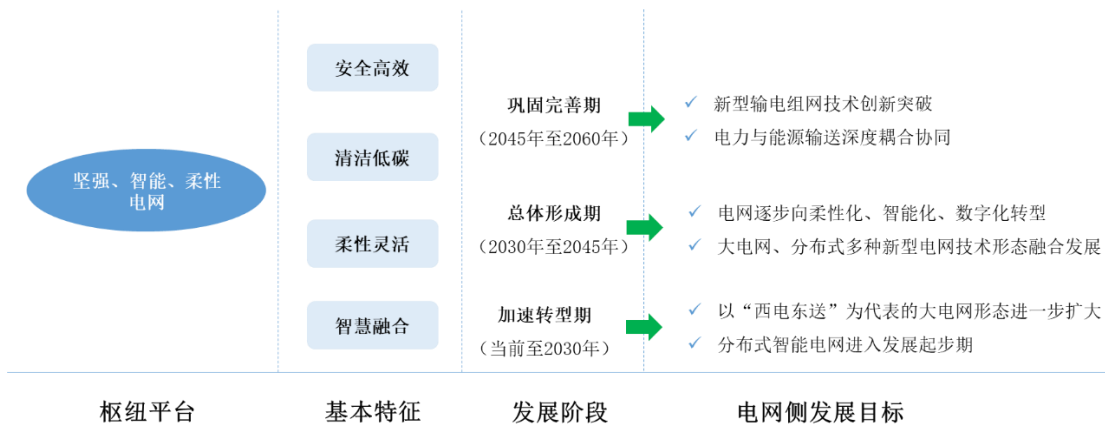 坚强、智能、柔性
电网
安全高效
清洁低碳
柔性灵活
智慧融合
巩固完善期
（2045年至2060年）
总体形成期
（2030年至2045年）
加速转型期
（当前至2030年）
新型输电组网技术创新突破
电力与能源输送深度耦合协同
电网逐步向柔性化、智能化、数字化转型
大电网、分布式多种新型电网技术形态融合发展
以“西电东送”为代表的大电网形态进一步扩大
分布式智能电网进入发展起步期
枢纽平台
基本特征
发展阶段
电网侧发展目标